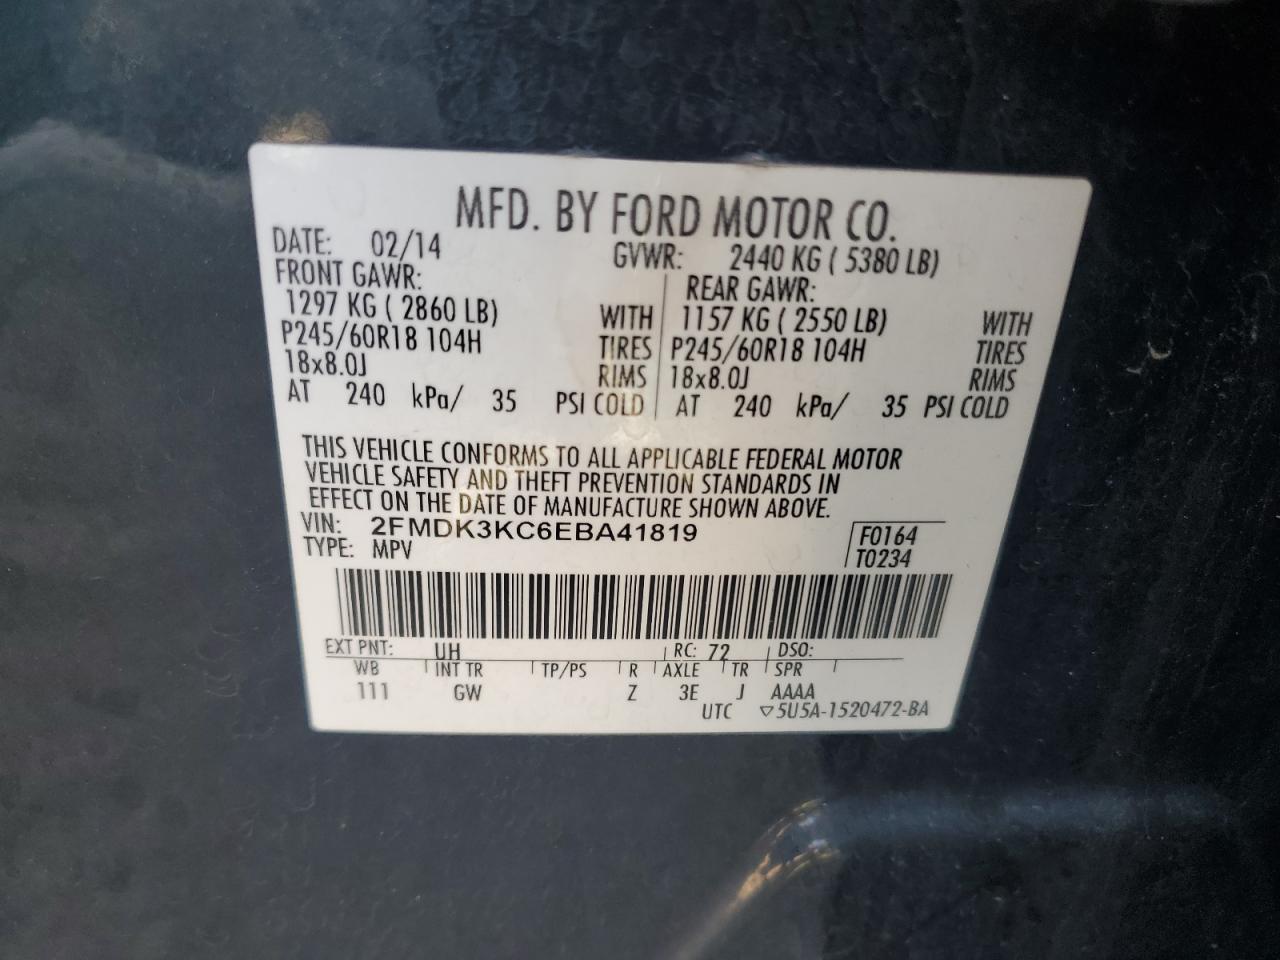 MFD. BY FORD MOTOR CO.
DATE: 02/14 GVWR: 2440 KG ( 5380 LB)
FRONT GAWR: REAR GAWR:
1297 KG ( 2860 LB) WITH 1157 KG ( 2550 LB) WITH
P245/60R18 104H TIRES P245/60R18 104H TIRES
18x8.0J RIMS 18x8.0J RIMS
AT 240 kPa/ 35 PSI COLD AT 240 kPa/ 35 PSI COLD
THIS VEHICLE CONFORMS TO ALL APPLICABLE FEDERAL MOTOR
VEHICLE SAFETY AND THEFT PREVENTION STANDARDS IN
EFFECT ON THE DATE OF MANUFACTURE SHOWN ABOVE.
VIN: 2FMDK3KC6EBA41819 F0164
TYPE: MPV T0234
EXT PNT: UH RC: 72 DSO:
WB INT TR TP/PS R AXLE TR SPR
111 GW Z 3E J AAAA
UTC ▽5U5A-1520472-BA